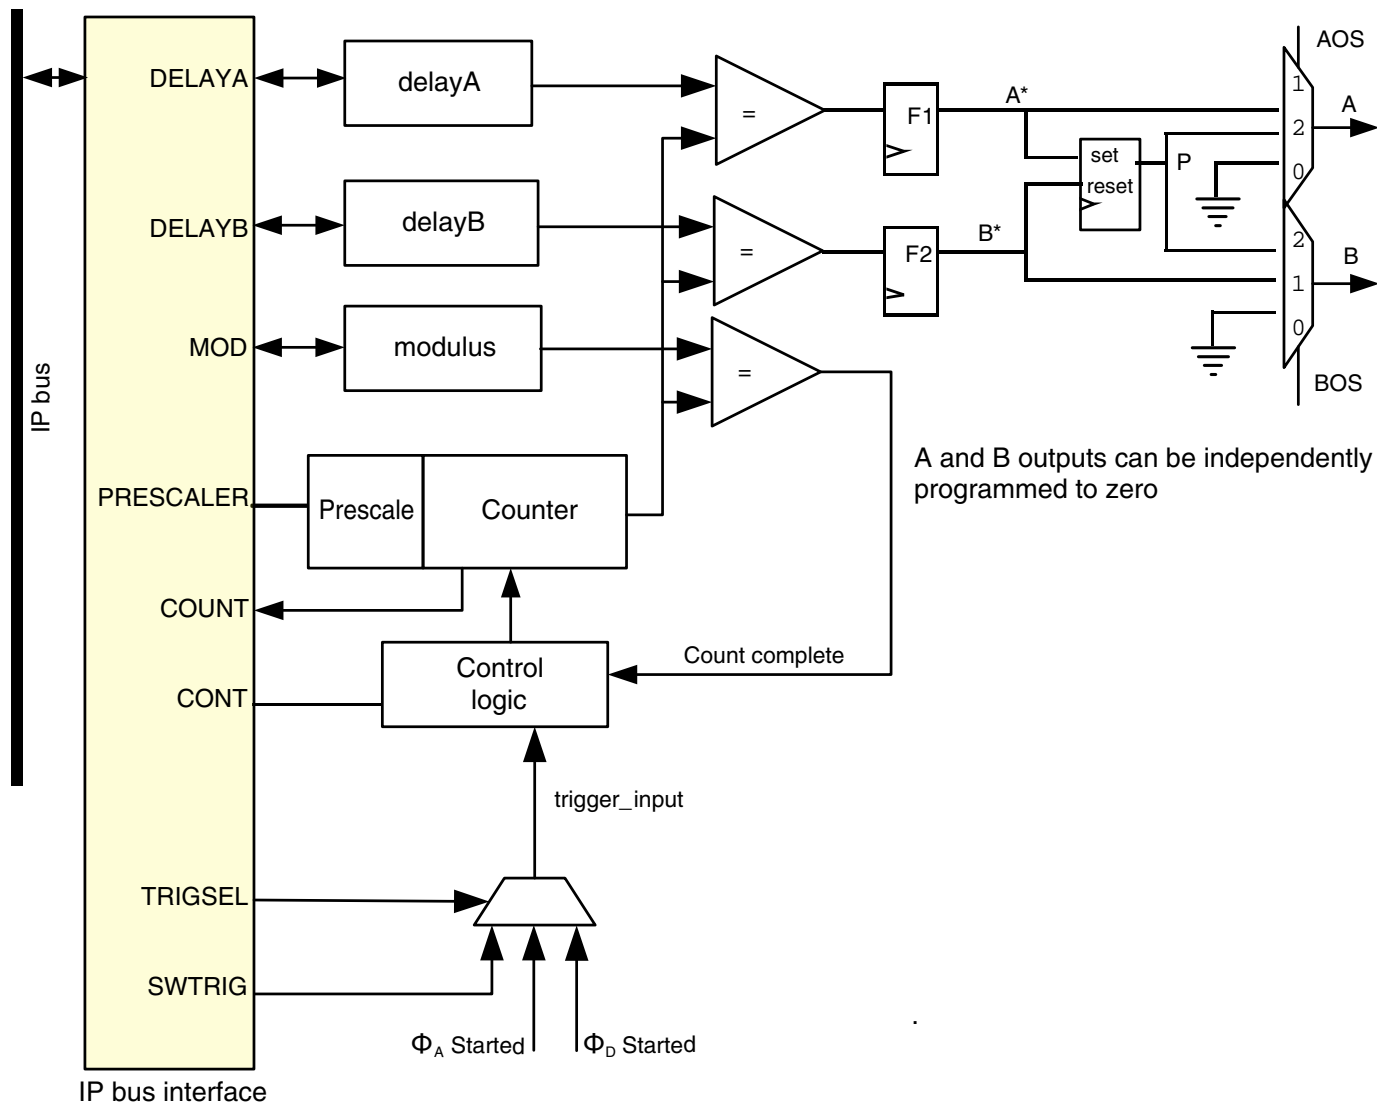 AOS
DELAYA
delayA
=
F1
A*
1
2
0
A
set
reset
P
DELAYB
delayB
=
F2
B*
2
1
0
B
BOS
MOD
modulus
=
IP bus
A and B outputs can be independently
programmed to zero
PRESCALER
Prescale
Counter
COUNT
Count complete
CONT
Control
logic
trigger_input
TRIGSEL
SWTRIG
ΦA Started
ΦD Started
.
IP bus interface